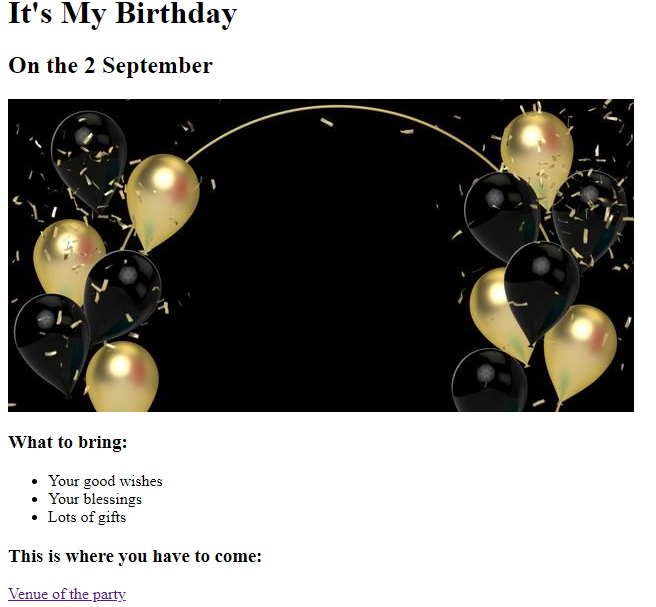 It's My Birthday
On the 2 September
What to bring:
Your good wishes
Your blessings
Lots of gifts
This is where you have to come:
Venue of the party